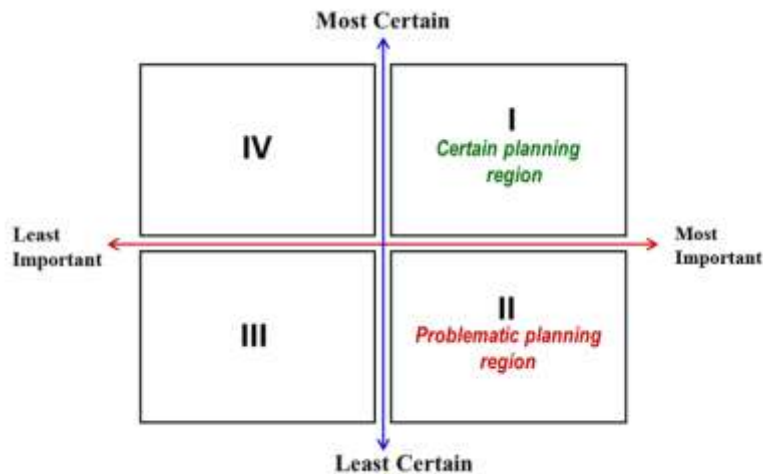 Most Certain
IV
I
Certain planning
region
Least
Important
Most
Important
III
II
Problematic planning
region
Least Certain